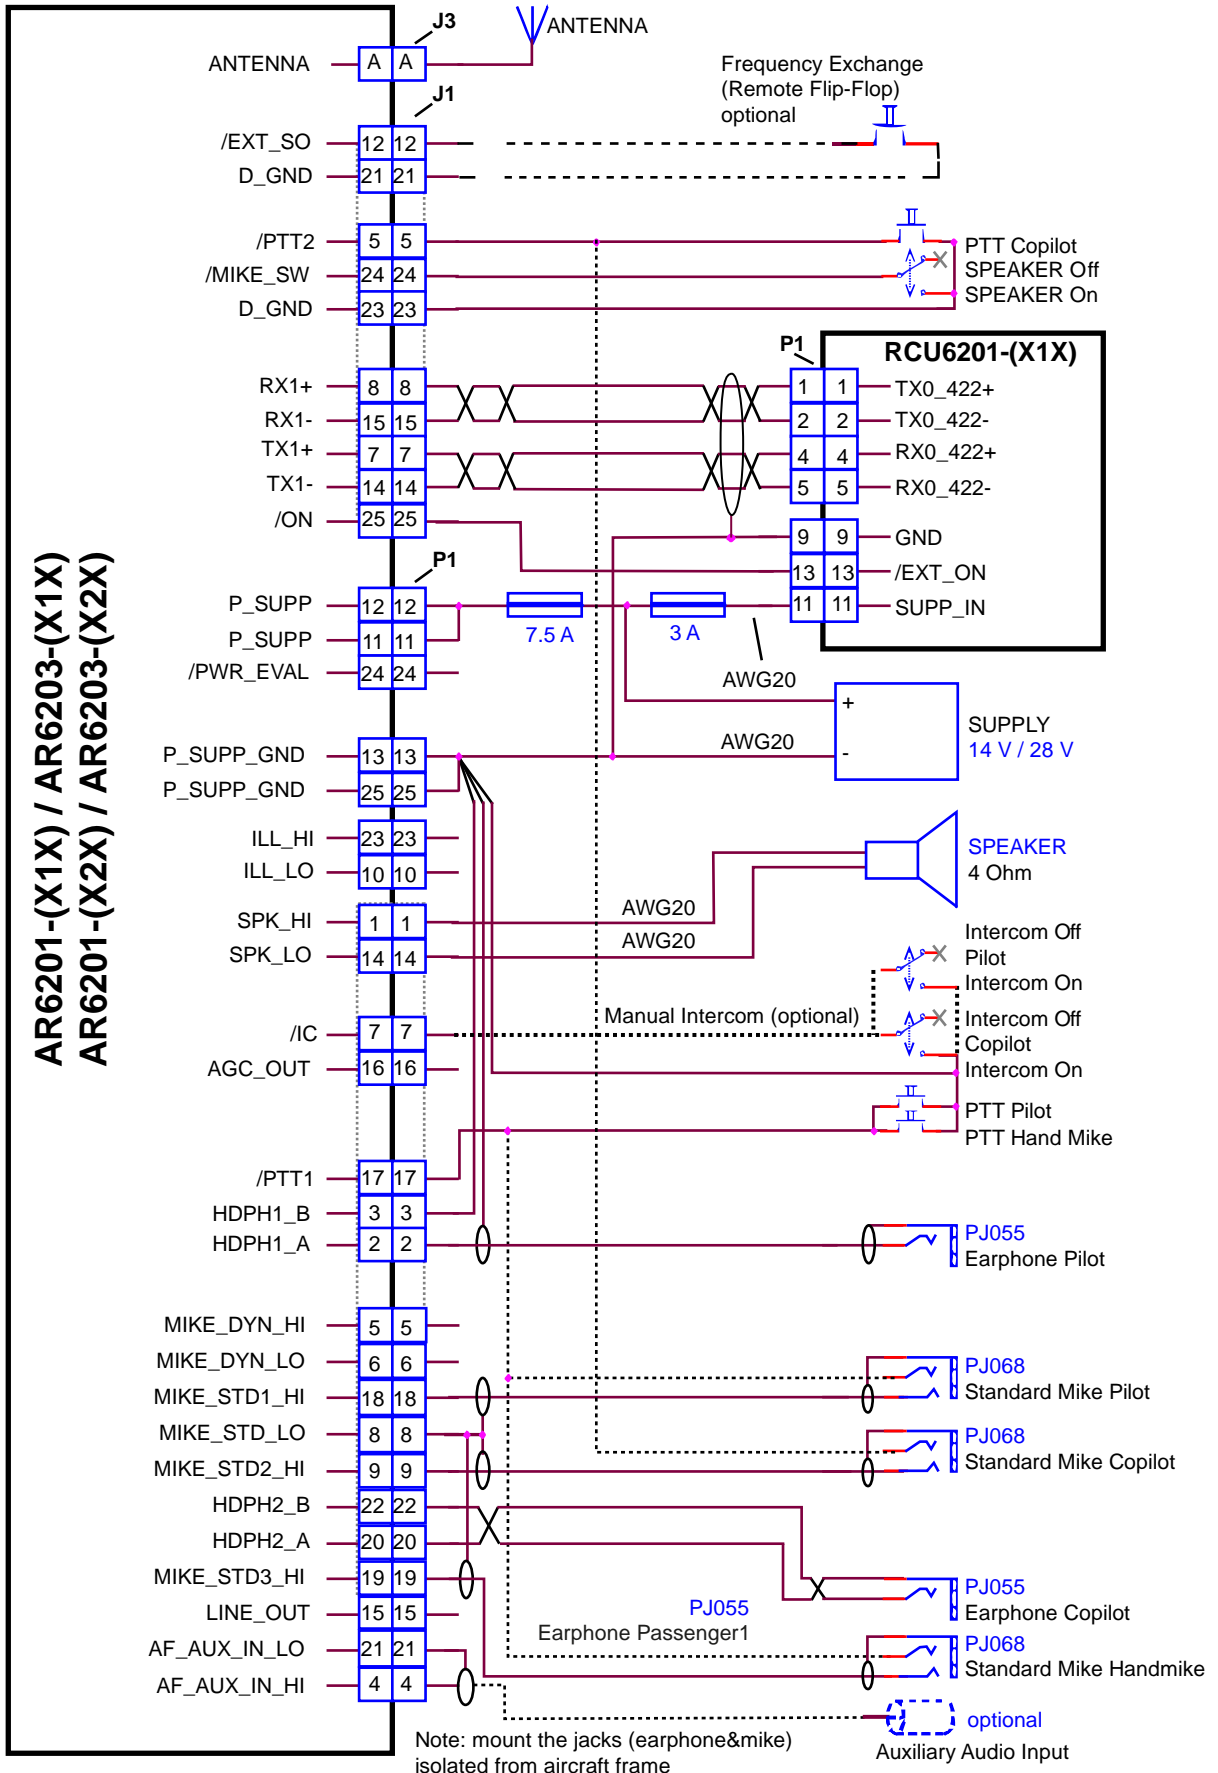 J3
ANTENNA
ANTENNA A A
Frequency Exchange
(Remote Flip-Flop)
optional
J1
/EXT_SO 12 12
D_GND 21 21
/PTT2 5 5
PTT Copilot
/MIKE_SW 24 24
SPEAKER Off
SPEAKER On
D_GND 23 23
P1
RCU6201-(X1X)
RX1+ 8 8 1 1 TX0_422+
RX1- 15 15 2 2 TX0_422-
TX1+ 7 7 4 4 RX0_422+
TX1- 14 14 5 5 RX0_422-
/ON 25 25
9 9 GND
13 13 /EXT_ON
P1
P_SUPP 12 12 11 11 SUPP_IN
7.5 A 3 A
P_SUPP 11 11
/PWR_EVAL 24 24
AWG20
+
SUPPLY
14 V / 28 V
AWG20
-
P_SUPP_GND 13 13
P_SUPP_GND 25 25
ILL_HI 23 23
ILL_LO 10 10
SPEAKER
4 Ohm
AWG20
SPK_HI 1 1
AWG20
SPK_LO 14 14
Intercom Off
Pilot
Intercom On
Manual Intercom (optional)
Intercom Off
Copilot
Intercom On
/IC 7 7
AGC_OUT 16 16
PTT Pilot
PTT Hand Mike
/PTT1 17 17
HDPH1_B 3 3
HDPH1_A 2 2
PJ055
Earphone Pilot
MIKE_DYN_HI 5 5
MIKE_DYN_LO 6 6
MIKE_STD1_HI 18 18
PJ068
Standard Mike Pilot
MIKE_STD_LO 8 8
MIKE_STD2_HI 9 9
PJ068
Standard Mike Copilot
HDPH2_B 22 22
HDPH2_A 20 20
MIKE_STD3_HI 19 19
PJ055
Earphone Copilot
LINE_OUT 15 15
PJ055
Earphone Passenger1
AF_AUX_IN_LO 21 21
PJ068
Standard Mike Handmike
AF_AUX_IN_HI 4 4
optional
Auxiliary Audio Input
Note: mount the jacks (earphone&mike)
isolated from aircraft frame
AR6201-(X1X) / AR6203-(X1X)
AR6201-(X2X) / AR6203-(X2X)